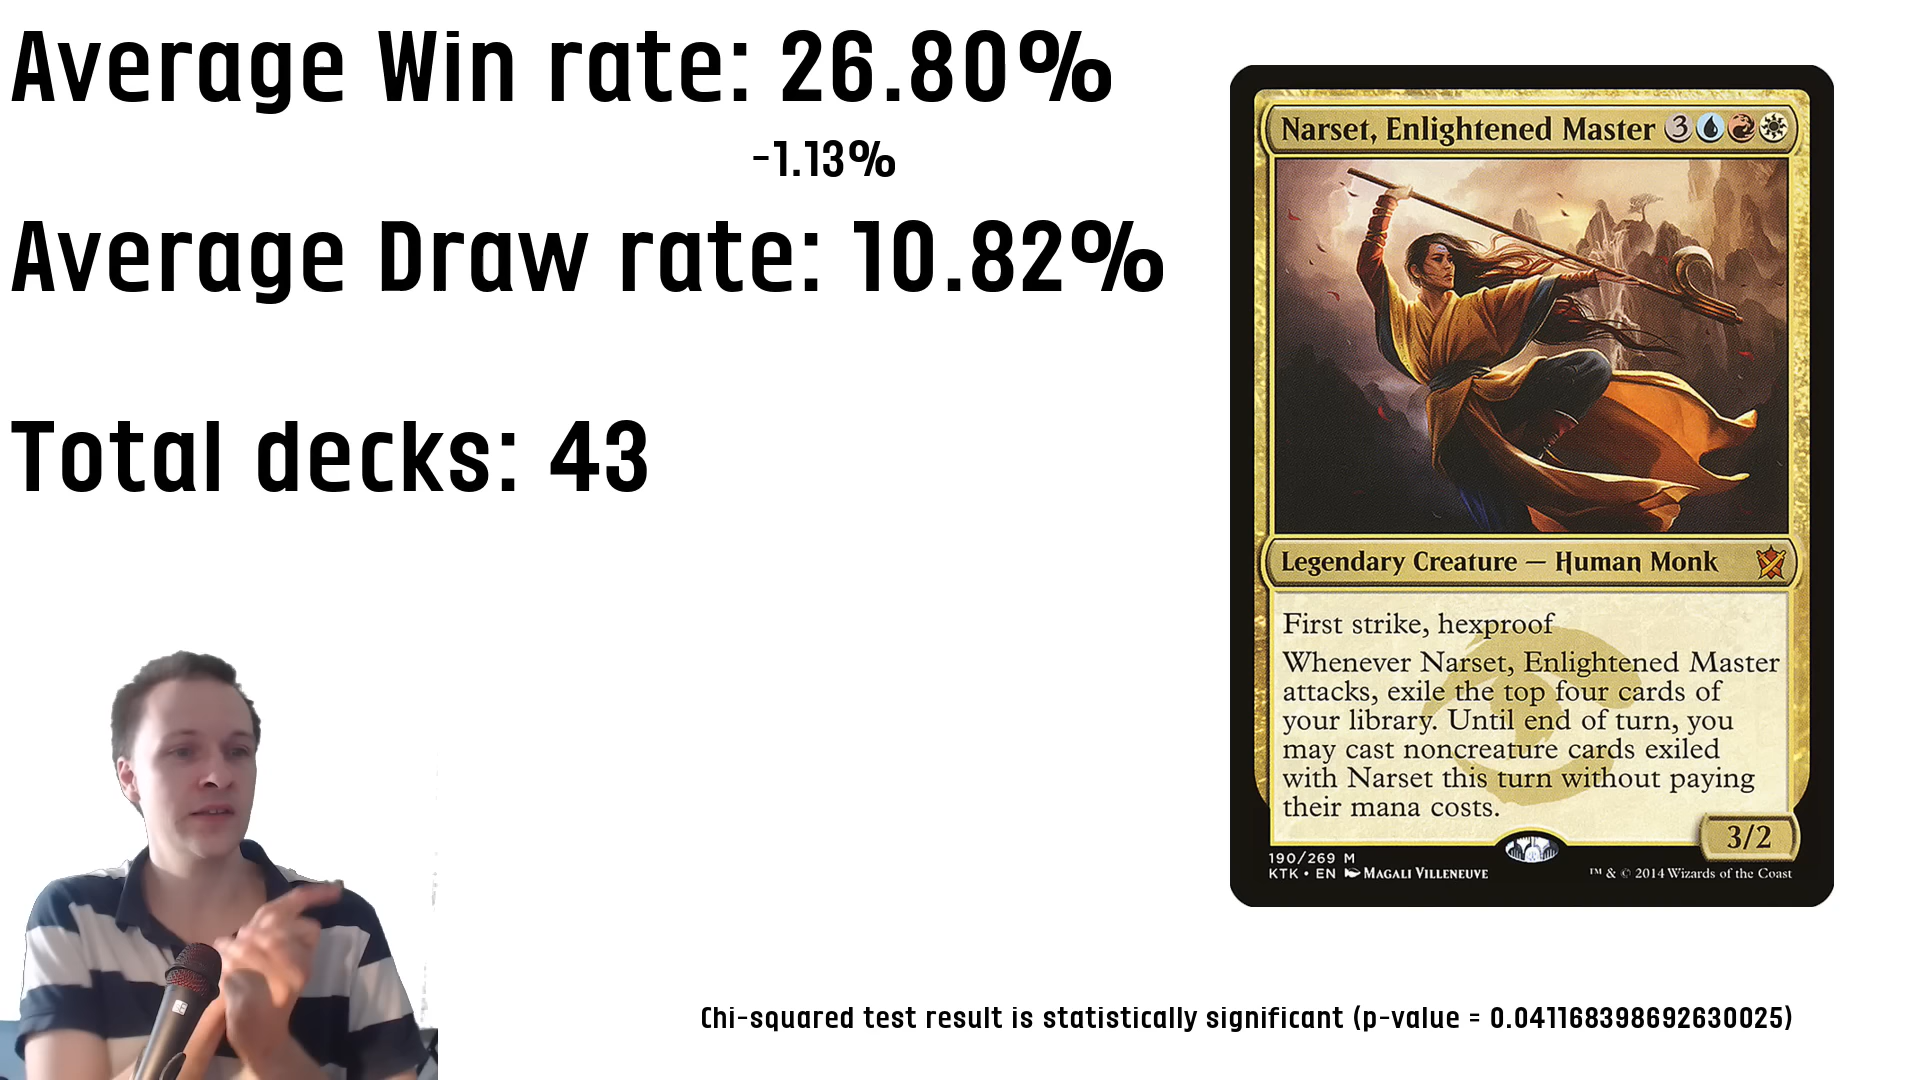 Average Win rate: 26.80%
-1.13%
Average Draw rate: 10.82%
Total decks: 43
Narset, Enlightened Master 3
Legendary Creature — Human Monk
First strike, hexproof
Whenever Narset, Enlightened Master
attacks, exile the top four cards of
your library. Until end of turn, you
may cast noncreature cards exiled
with Narset this turn without paying
their mana costs.
3/2
190/269 M
KTK • EN Magali Villeneuve
™ & © 2014 Wizards of the Coast
Chi-squared test result is statistically significant (p-value = 0.041168398692630025)